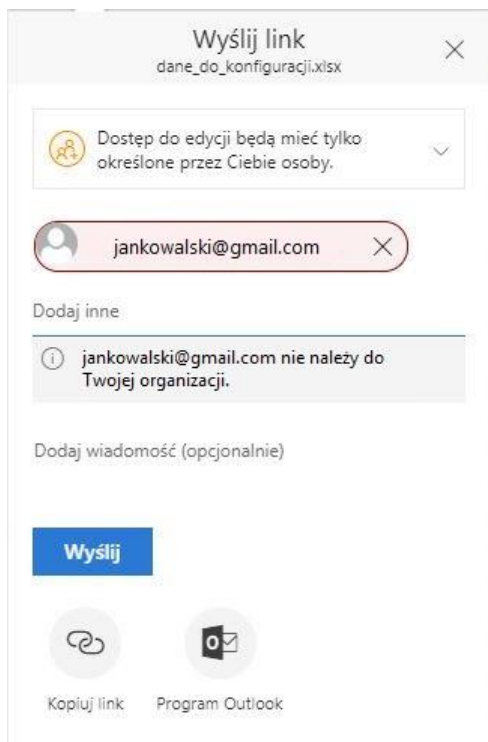 Wyślij link
dane_do_konfiguracji.xlsx
Dostęp do edycji będą mieć tylko
określone przez Ciebie osoby.
jankowalski@gmail.com
Dodaj inne
jankowalski@gmail.com nie należy do
Twojej organizacji.
Dodaj wiadomość (opcjonalnie)
Wyślij
Kopiuj link Program Outlook